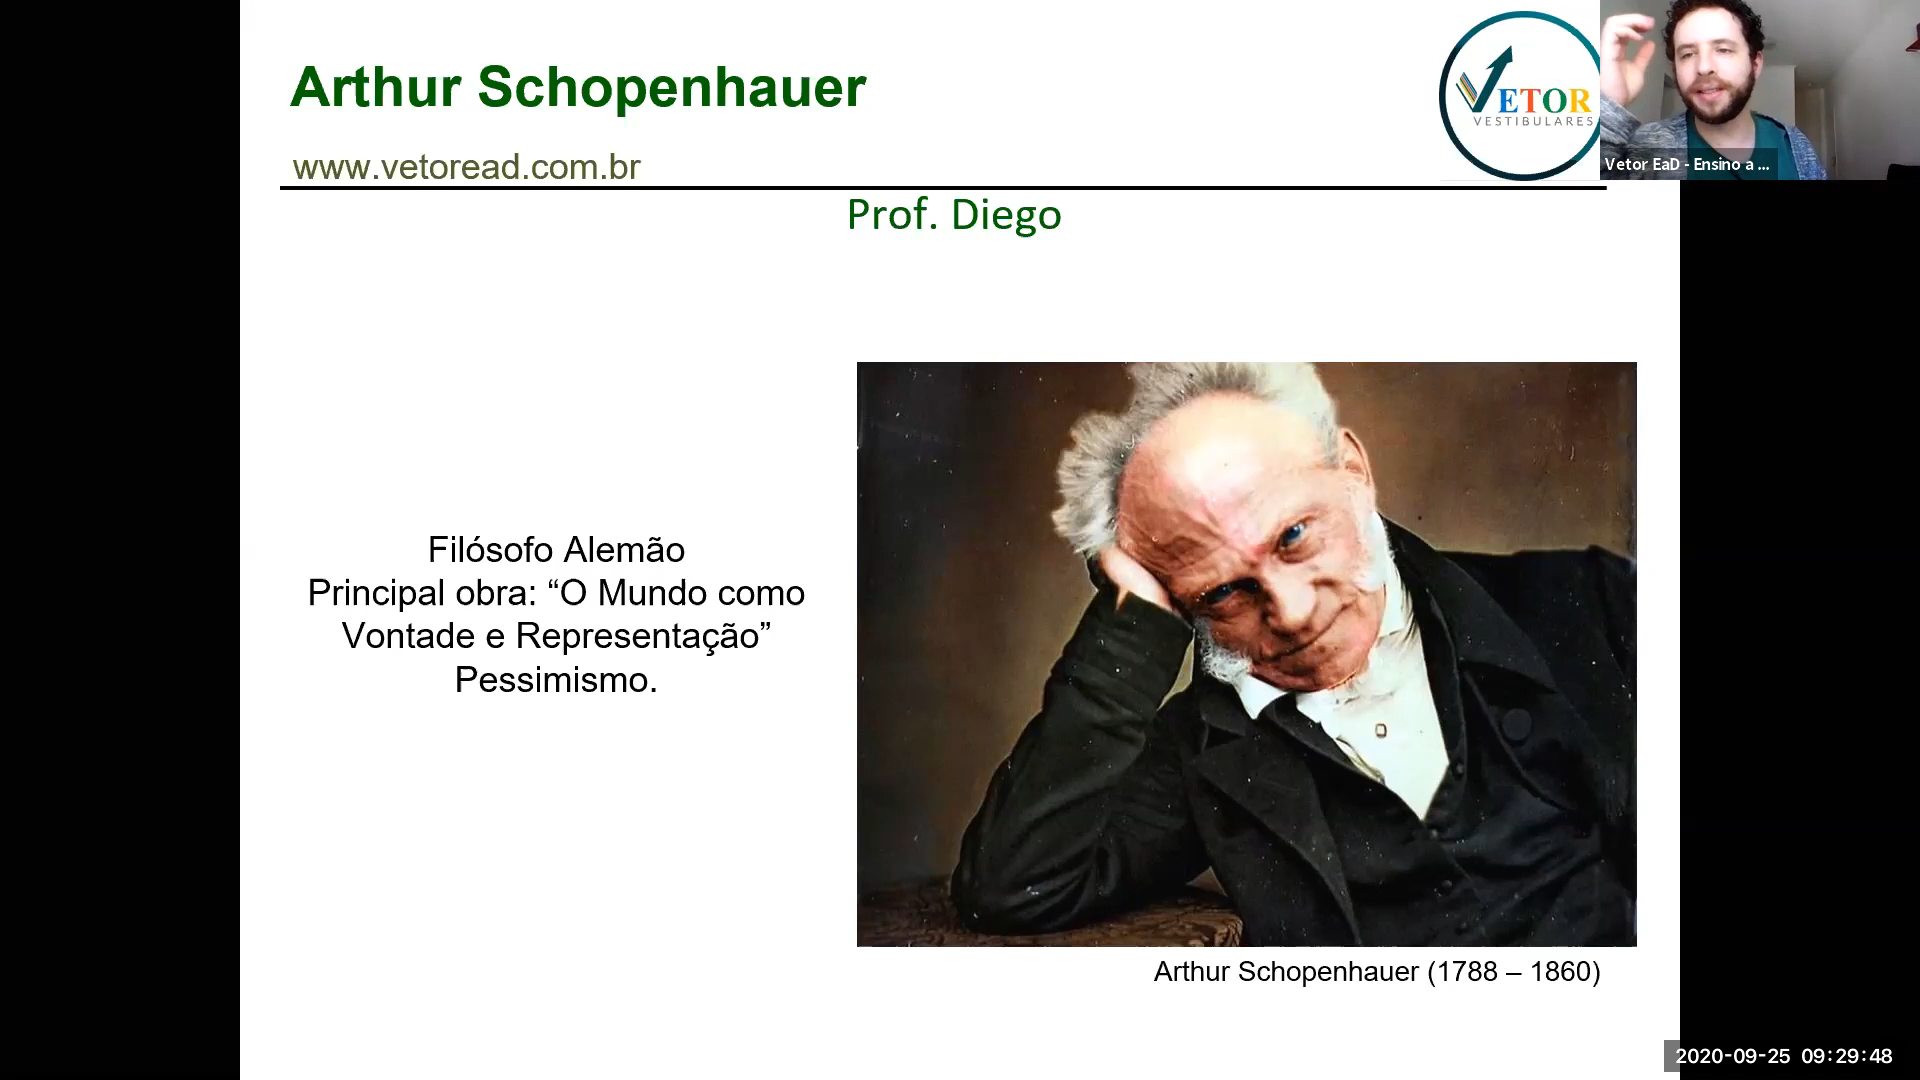 Arthur Schopenhauer
www.vetoread.com.br
VETOR
VESTIBULARES
Vetor EaD - Ensino a ...
Prof. Diego
Filósofo Alemão
Principal obra: “O Mundo como
Vontade e Representação”
Pessimismo.
Arthur Schopenhauer (1788 – 1860)
2020-09-25 09:29:48